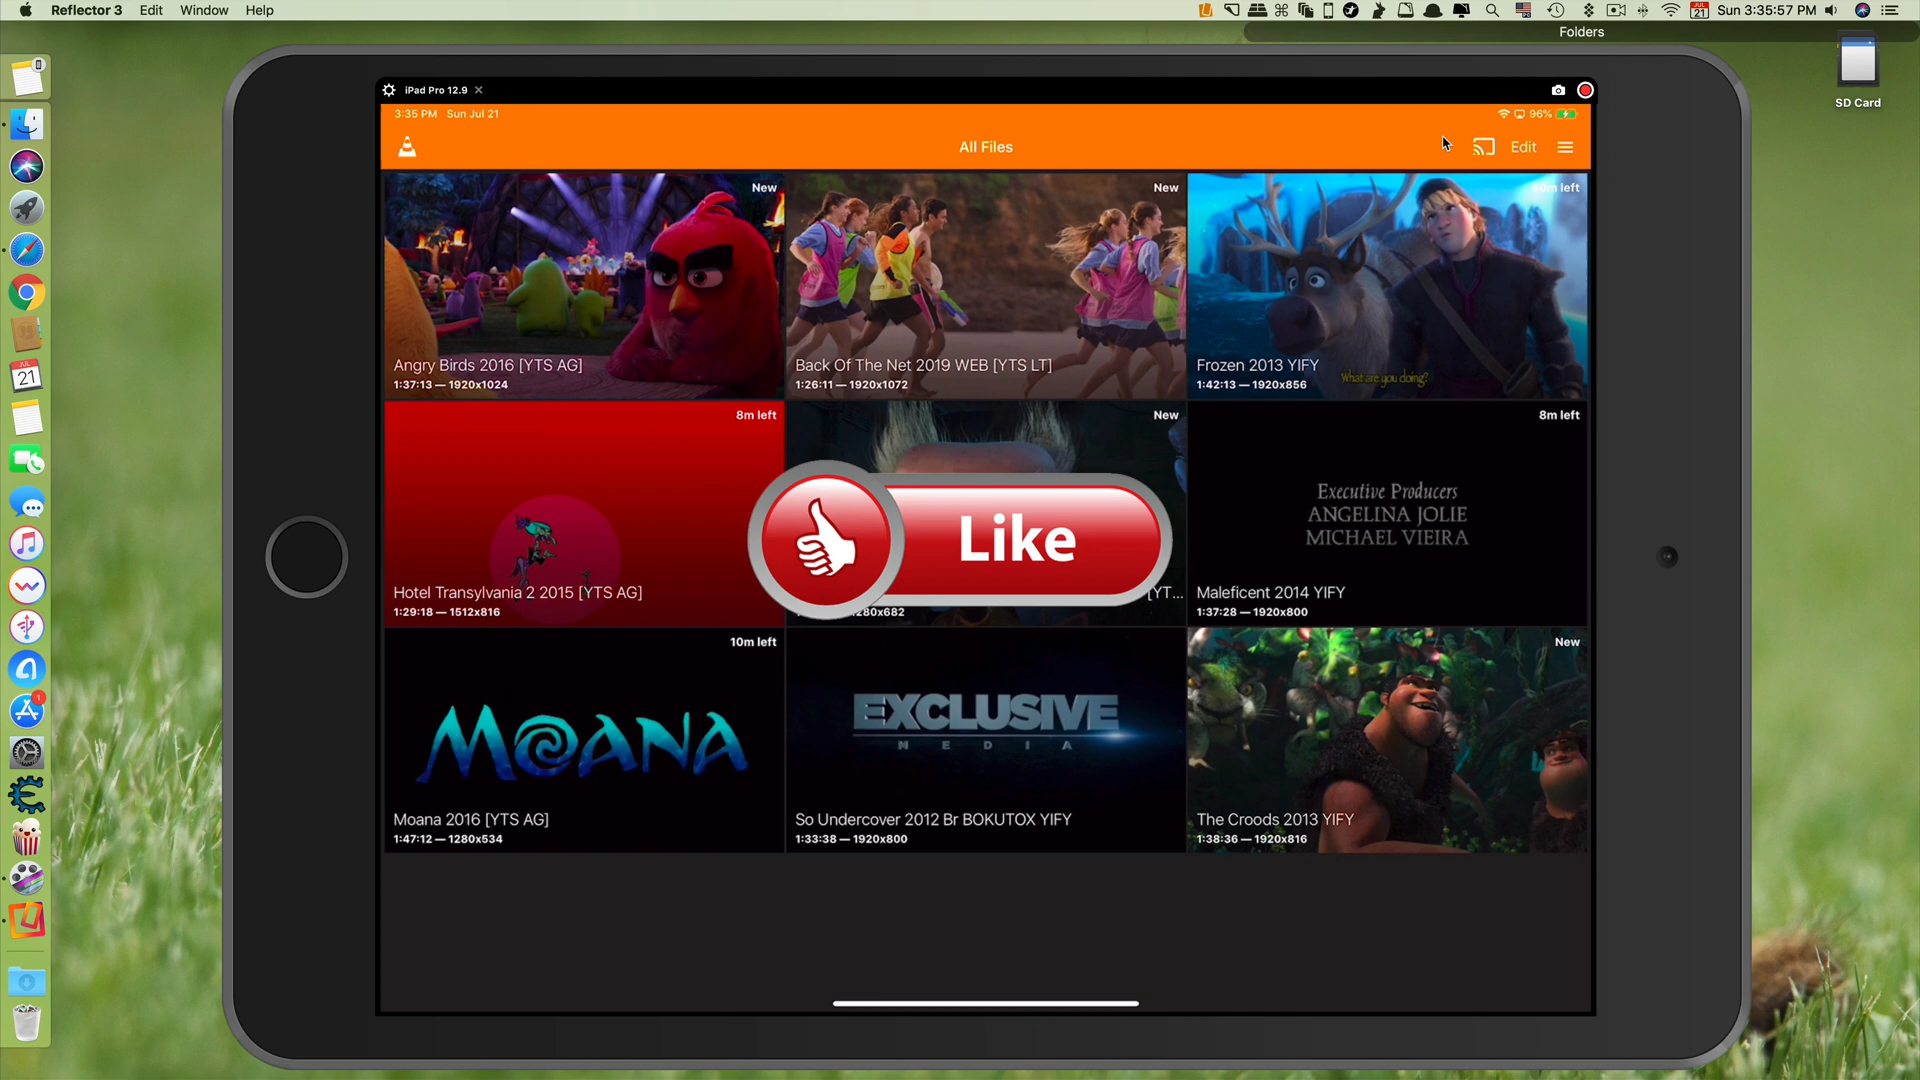 Reflector 3 Edit Window Help
Sun 3:35:57 PM
Folders
SD Card
iPad Pro 12.9
3:35 PM Sun Jul 21
96%
All Files
Edit
New
Angry Birds 2016 [YTS AG]
1:37:13 — 1920x1024
New
Back Of The Net 2019 WEB [YTS LT]
1:26:11 — 1920x1072
m left
What are you doing?
Frozen 2013 YIFY
1:42:13 — 1920x856
8m left
Hotel Transylvania 2 2015 [YTS AG]
1:29:18 — 1512x816
New
Like
[YT...
280x682
8m left
Executive Producers
ANGELINA JOLIE
MICHAEL VIEIRA
Maleficent 2014 YIFY
1:37:28 — 1920x800
10m left
MOANA
Moana 2016 [YTS AG]
1:47:12 — 1280x534
EXCLUSIVE
MEDIA
So Undercover 2012 Br BOKUTOX YIFY
1:33:38 — 1920x800
New
The Croods 2013 YIFY
1:38:36 — 1920x816
JUL
21
1
JUL
21